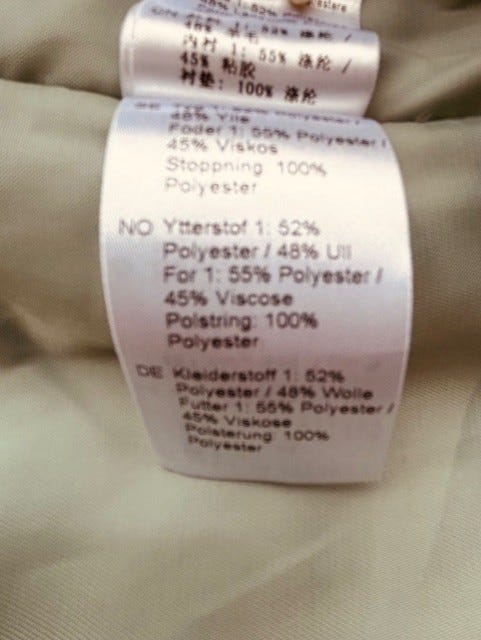 内衬 1: 55% 涤纶 /
45% 粘胶
衬垫: 100% 涤纶
48% Ylle
Foder 1: 55% Polyester /
45% Viskos
Stoppning: 100%
Polyester
NO Ytterstof 1: 52%
Polyester / 48% Ull
For 1: 55% Polyester /
45% Viscose
Polstring: 100%
Polyester
DE Kleiderstoff 1: 52%
Polyester / 48% Wolle
Futter 1: 55% Polyester /
45% Viskose
Polsterung: 100%
Polyester